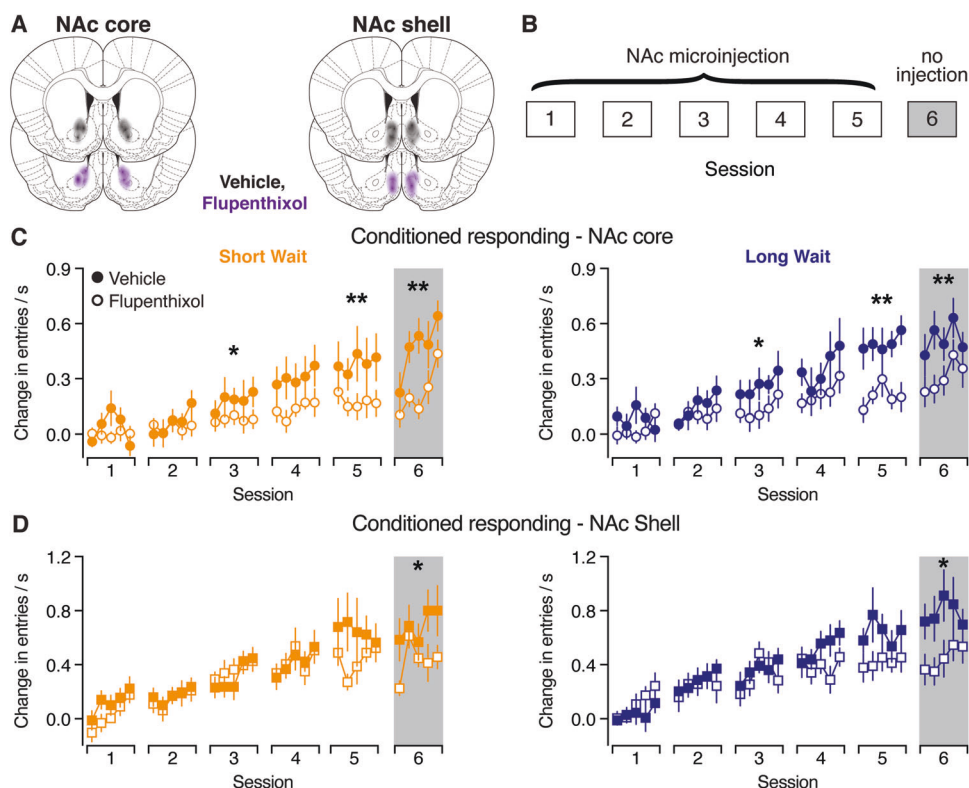 A
NAc core
NAc shell
Vehicle,
Flupenthixol
B
NAc microinjection
no
injection
1 2 3 4 5 6
Session
C
Conditioned responding - NAc core
Short Wait
Long Wait
Vehicle
Flupenthixol
Change in entries / s
0.9
0.6
0.3
0.0
* ** **
1 2 3 4 5 6
Session
Change in entries / s
0.9
0.6
0.3
0.0
* ** **
1 2 3 4 5 6
Session
D
Conditioned responding - NAc Shell
Change in entries / s
1.2
0.8
0.4
0.0
*
1 2 3 4 5 6
Session
Change in entries / s
1.2
0.8
0.4
0.0
*
1 2 3 4 5 6
Session